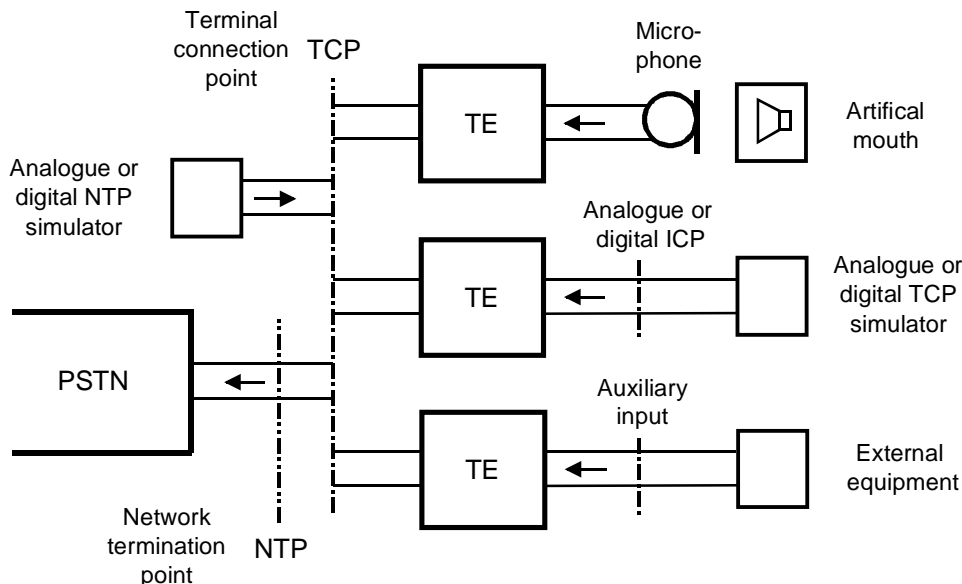 Terminal
connection
point
TCP
Micro-
phone
TE
Artifical
mouth
Analogue or
digital NTP
simulator
Analogue or
digital ICP
TE
Analogue or
digital TCP
simulator
PSTN
Auxiliary
input
TE
External
equipment
Network
termination
point
NTP